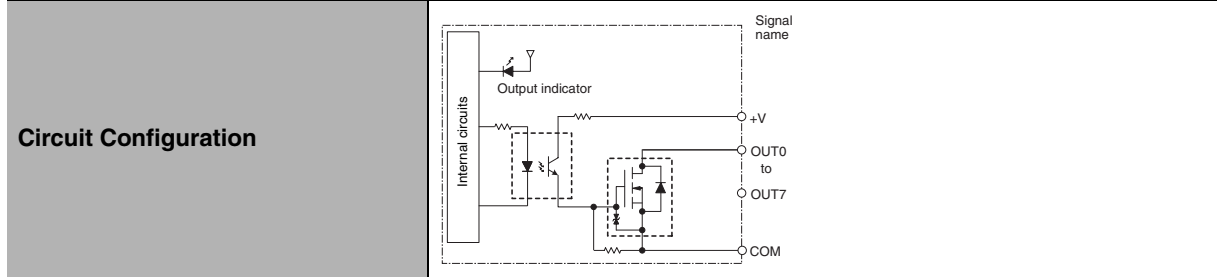 Circuit Configuration
Signal
name
Output indicator
Internal circuits
+V
OUT0
to
OUT7
COM